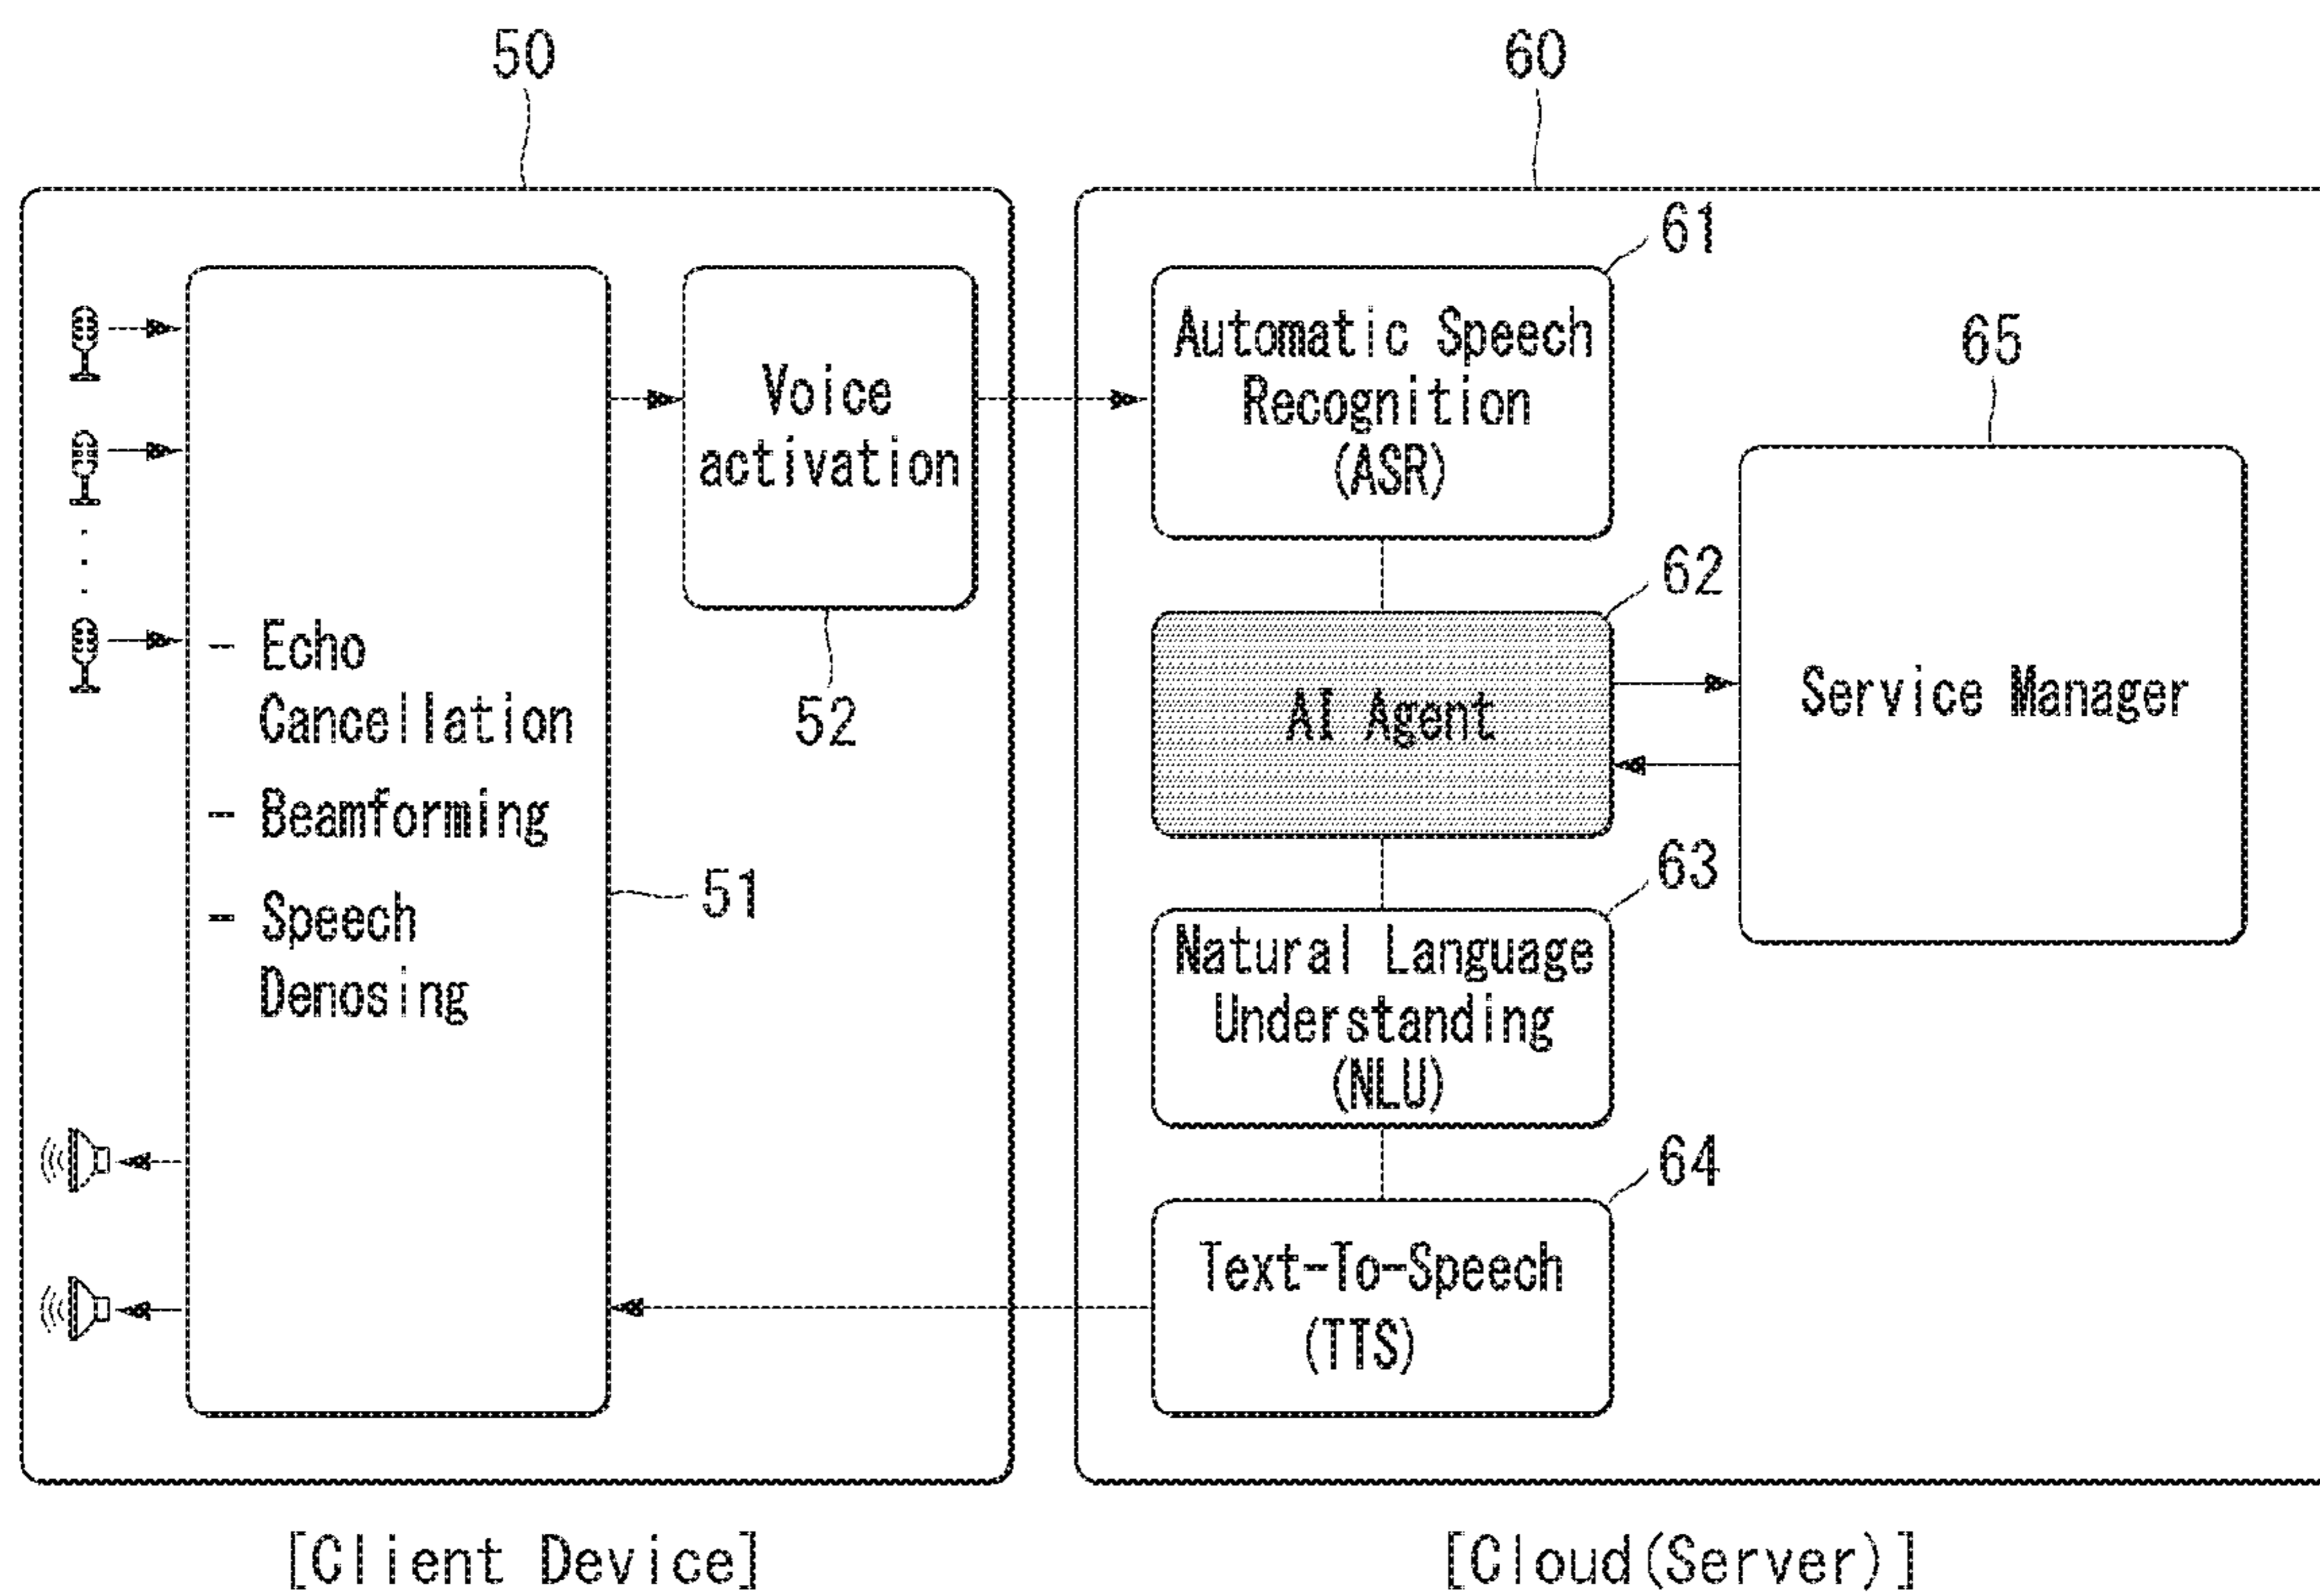 50
60
61
Automatic Speech
Recognition
(ASR)
65
Voice
activation
52
62
AI Agent
Service Manager
- Echo
Cancellation
- Beamforming
- Speech
Denosing
51
63
Natural Language
Understanding
(NLU)
64
Text-To-Speech
(TTS)
[Client Device]
[Cloud(Server)]